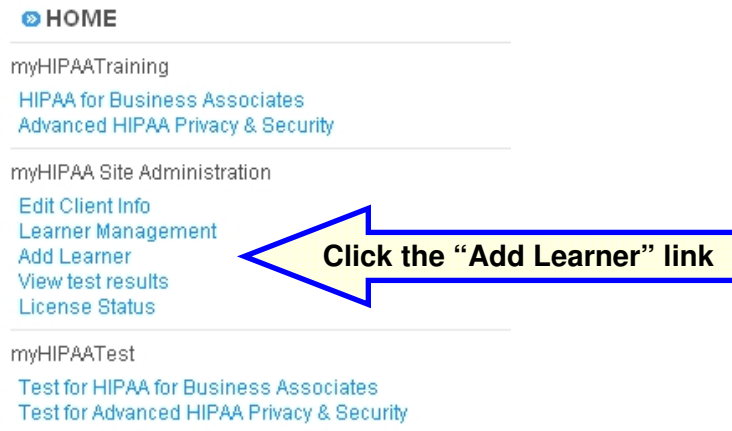 HOME
myHIPAATraining
HIPAA for Business Associates
Advanced HIPAA Privacy & Security
myHIPAA Site Administration
Edit Client Info
Learner Management
Add Learner
Click the “Add Learner” link
View test results
License Status
myHIPAATest
Test for HIPAA for Business Associates
Test for Advanced HIPAA Privacy & Security